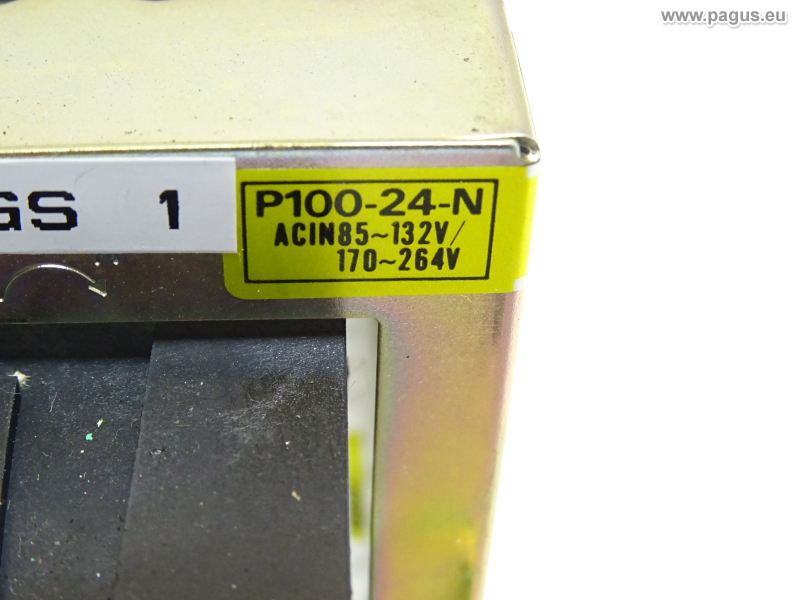 www.pagus.eu
GS 1
P100-24-N
ACIN85~132V/
170~264V